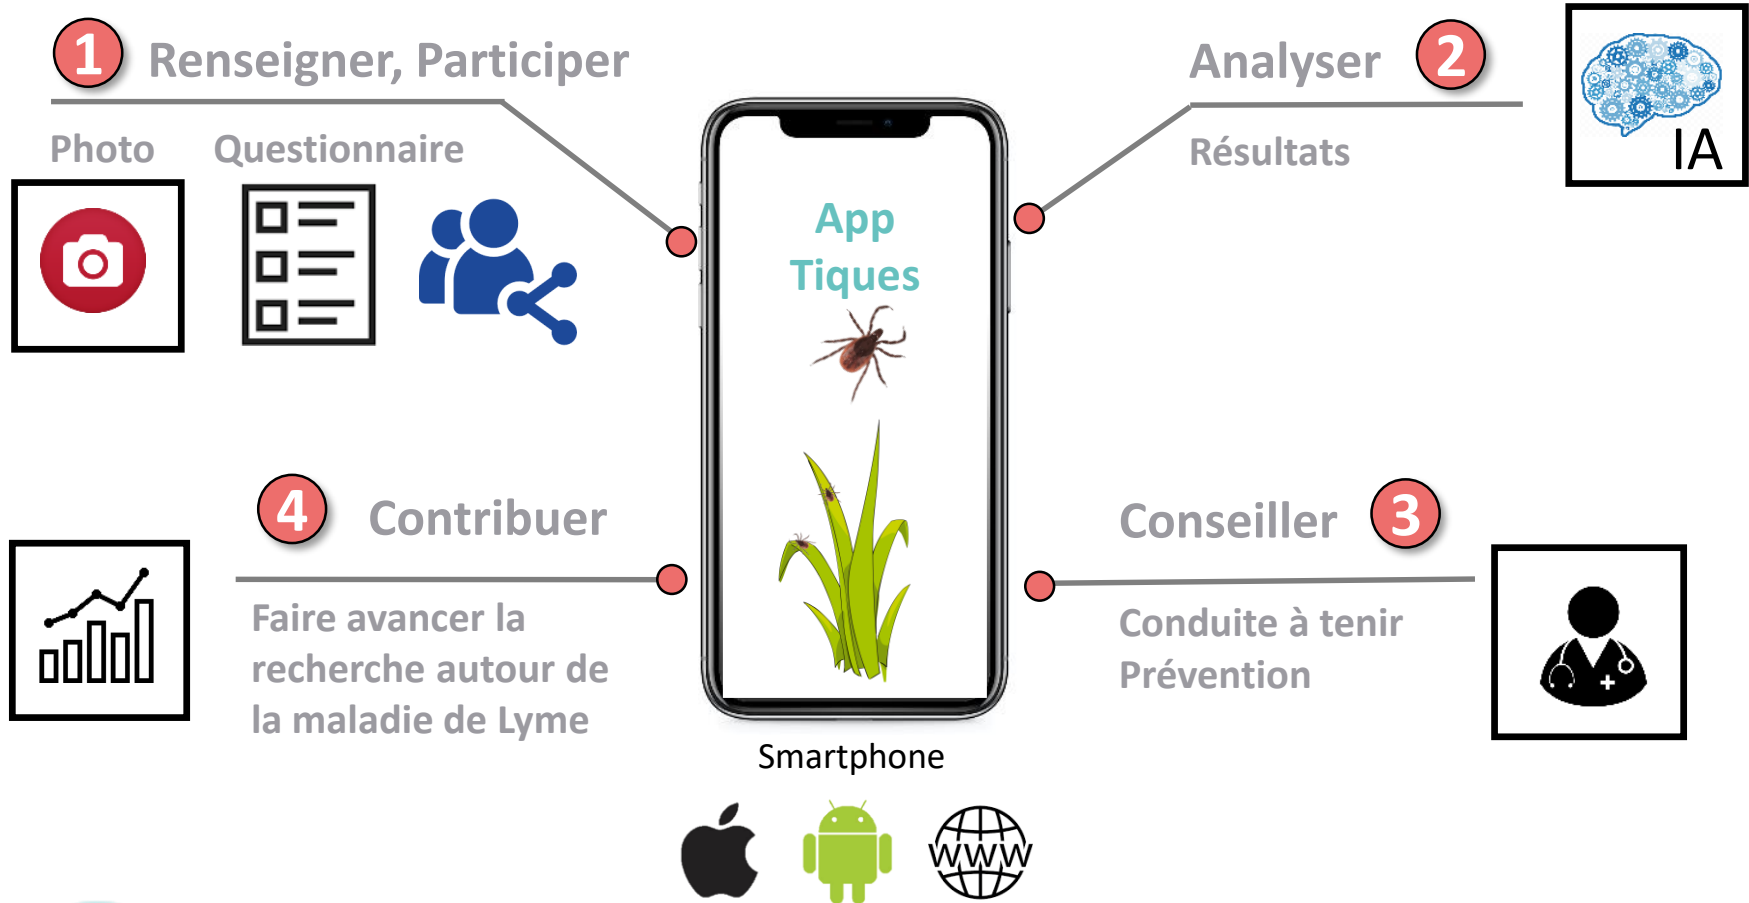 1 Renseigner, Participer
Photo Questionnaire
Analyser 2
Résultats
IA
App
Tiques
4 Contribuer
Faire avancer la
recherche autour de
la maladie de Lyme
Conseiller 3
Conduite à tenir
Prévention
Smartphone
WWW